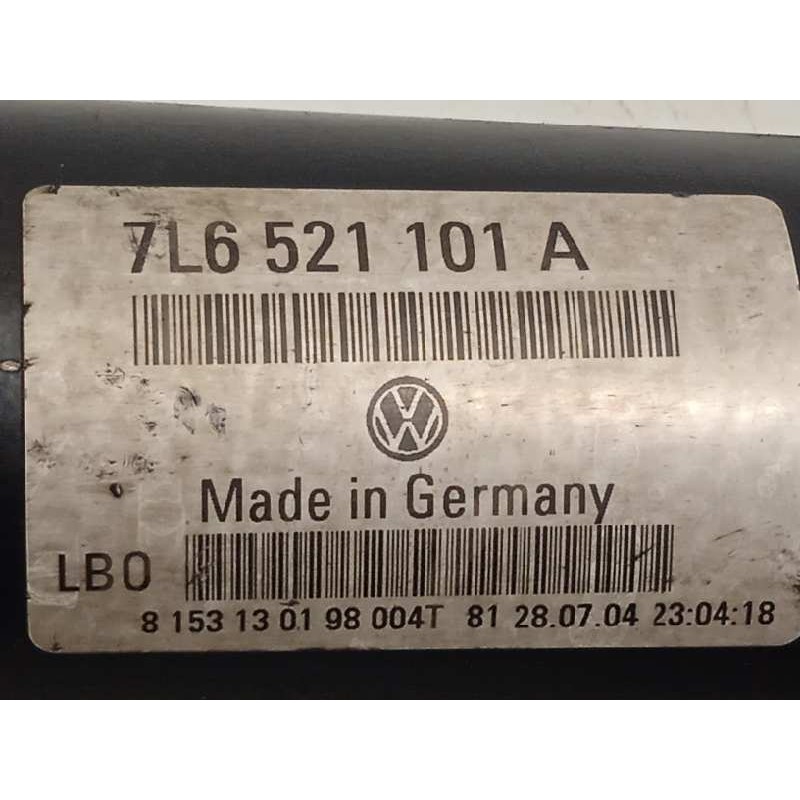 7L6 521 101 A
Made in Germany
LB0
8 153 13 01 98 004T 81 28.07.04 23:04:18